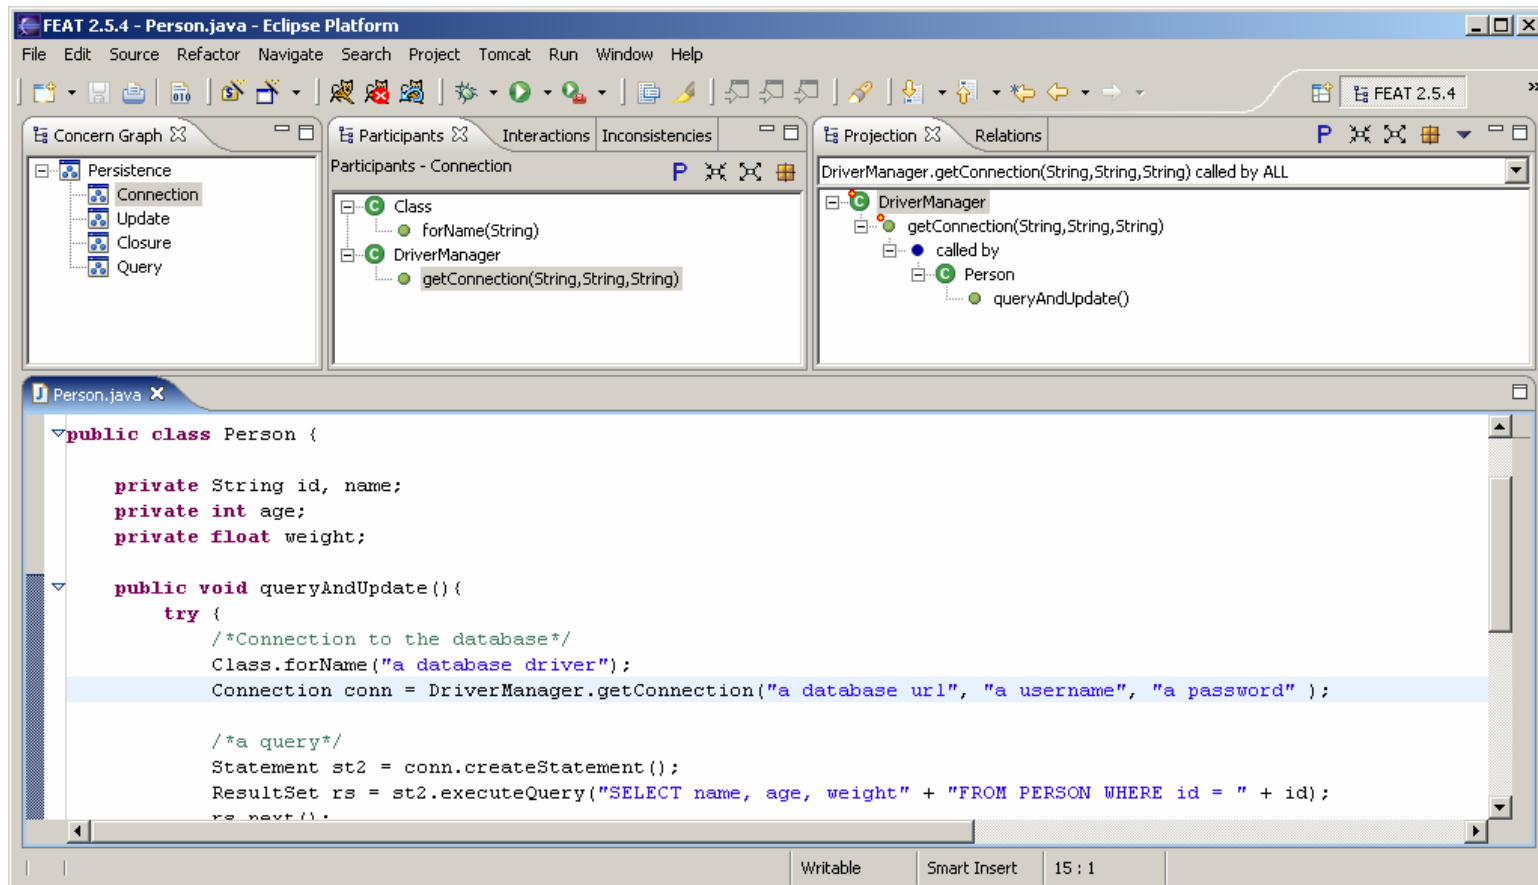 FEAT 2.5.4 - Person.java - Eclipse Platform
File Edit Source Refactor Navigate Search Project Tomcat Run Window Help
010
FEAT 2.5.4
»
Concern Graph
Persistence
Connection
Update
Closure
Query
Participants Interactions Inconsistencies
Participants - Connection
P
C Class
forName(String)
C DriverManager
getConnection(String,String,String)
Projection Relations
P
DriverManager.getConnection(String,String,String) called by ALL
C DriverManager
getConnection(String,String,String)
called by
C Person
queryAndUpdate()
J Person.java
public class Person {
private String id, name;
private int age;
private float weight;
public void queryAndUpdate(){
try {
/*Connection to the database*/
Class.forName("a database driver");
Connection conn = DriverManager.getConnection("a database url", "a username", "a password" );
/*a query*/
Statement st2 = conn.createStatement();
ResultSet rs = st2.executeQuery("SELECT name, age, weight" + "FROM PERSON WHERE id = " + id);
rs.next();
Writable Smart Insert 15 : 1